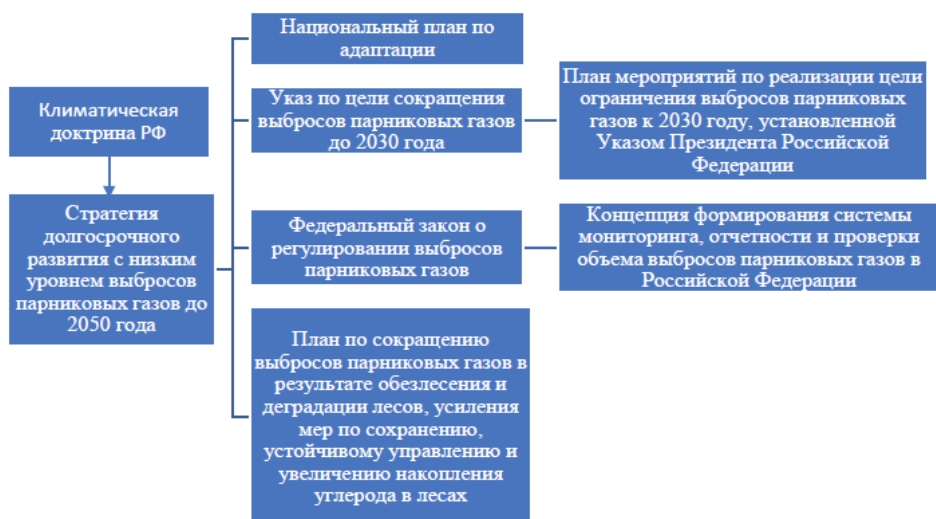 Климатическая
доктрина РФ
Стратегия
долгосрочного
развития с низким
уровнем выбросов
парниковых газов до
2050 года
Национальный план по
адаптации
Указ по цели сокращения
выбросов парниковых газов
до 2030 года
План мероприятий по реализации цели
ограничения выбросов парниковых
газов к 2030 году, установленной
Указом Президента Российской
Федерации
Федеральный закон о
регулировании выбросов
парниковых газов
Концепция формирования системы
мониторинга, отчетности и проверки
объема выбросов парниковых газов в
Российской Федерации
План по сокращению
выбросов парниковых газов в
результате обезлесения и
деградации лесов, усиления
мер по сохранению,
устойчивому управлению и
увеличению накопления
углерода в лесах